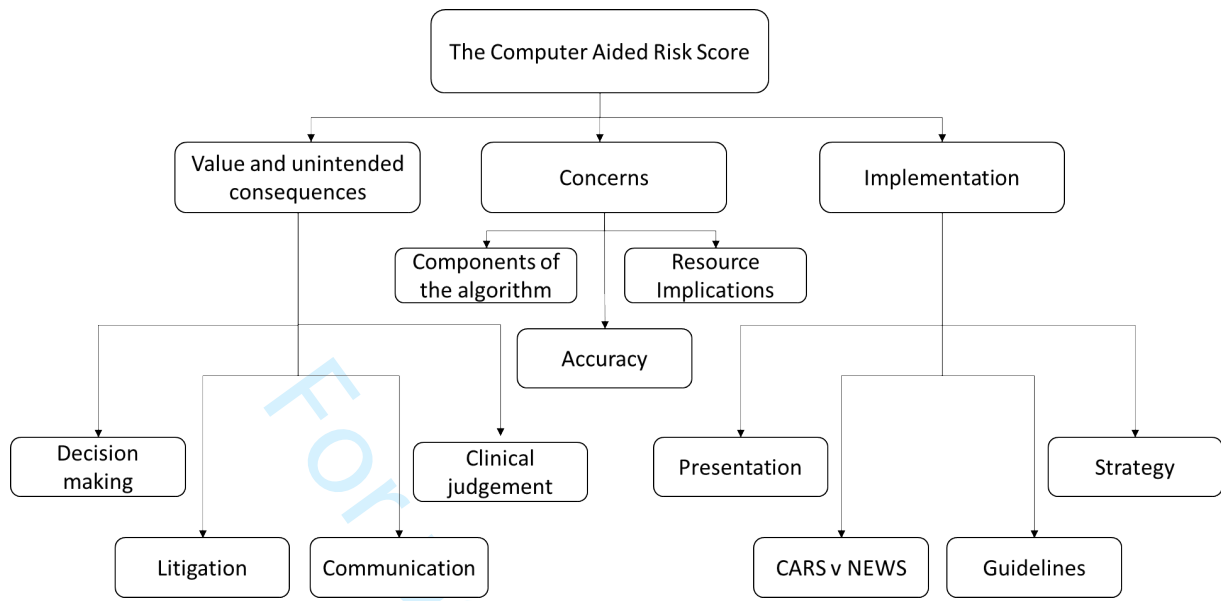 The Computer Aided Risk Score
Value and unintended
consequences
Concerns
Implementation
Components of
the algorithm
Resource
Implications
Accuracy
Decision
making
Clinical
judgement
Presentation
Strategy
Litigation
Communication
CARS v NEWS
Guidelines
For